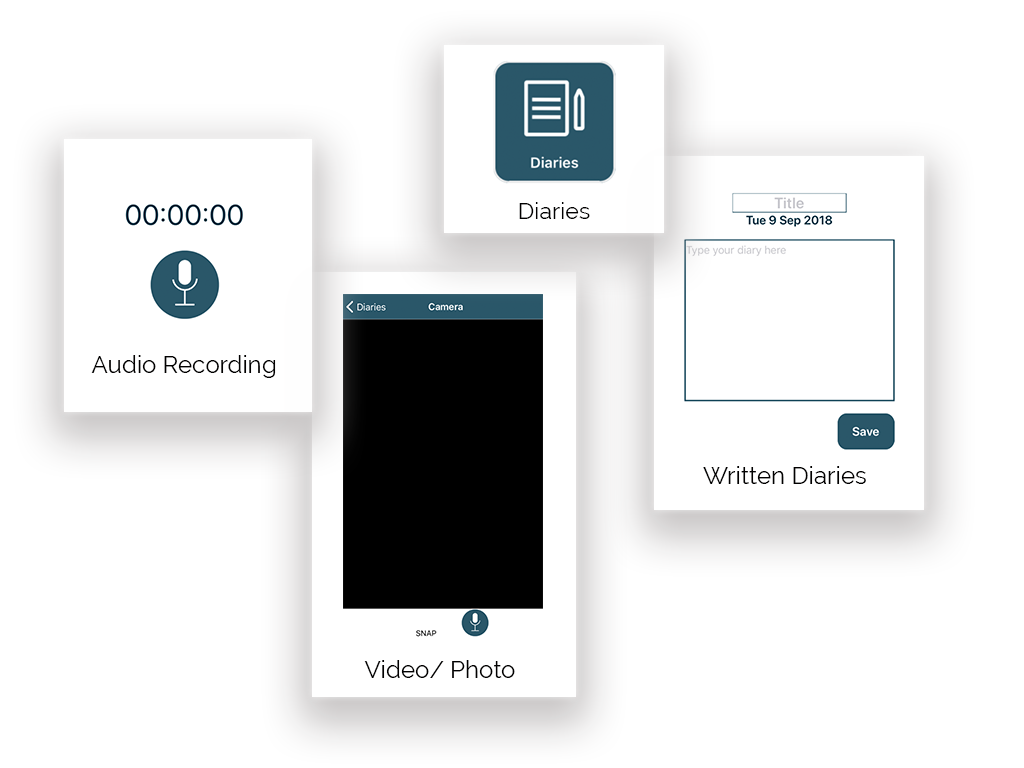 Diaries
Diaries
00:00:00
Audio Recording
Title
Tue 9 Sep 2018
Type your diary here
Save
Written Diaries
Diaries
Camera
SNAP
Video/ Photo